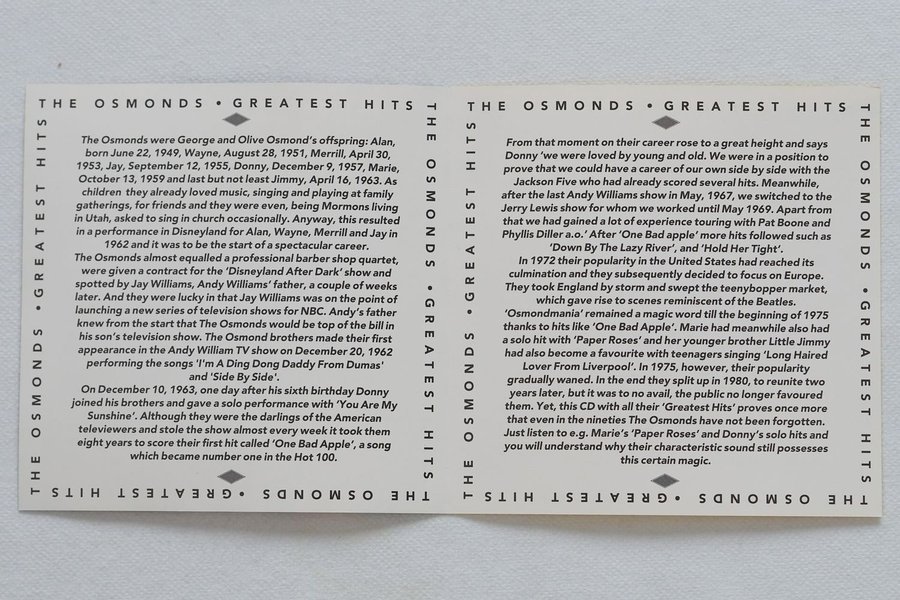 THE OSMONDS • GREATEST HITS
THE OSMONDS • GREATEST HITS
THE OSMONDS • GREATEST HITS
THE OSMONDS • GREATEST HITS
The Osmonds were George and Olive Osmond's offspring: Alan,
born June 22, 1949, Wayne, August 28, 1951, Merrill, April 30,
1953, Jay, September 12, 1955, Donny, December 9, 1957, Marie,
October 13, 1959 and last but not least Jimmy, April 16, 1963. As
children they already loved music, singing and playing at family
gatherings, for friends and they were even, being Mormons living
in Utah, asked to sing in church occasionally. Anyway, this resulted
in a performance in Disneyland for Alan, Wayne, Merrill and Jay in
1962 and it was to be the start of a spectacular career.
The Osmonds almost equalled a professional barber shop quartet,
were given a contract for the 'Disneyland After Dark' show and
spotted by Jay Williams, Andy Williams' father, a couple of weeks
later. And they were lucky in that Jay Williams was on the point of
launching a new series of television shows for NBC. Andy's father
knew from the start that The Osmonds would be top of the bill in
his son's television show. The Osmond brothers made their first
appearance in the Andy William TV show on December 20, 1962
performing the songs 'I'm A Ding Dong Daddy From Dumas'
and 'Side By Side'.
On December 10, 1963, one day after his sixth birthday Donny
joined his brothers and gave a solo performance with 'You Are My
Sunshine'. Although they were the darlings of the American
televiewers and stole the show almost every week it took them
eight years to score their first hit called 'One Bad Apple', a song
which became number one in the Hot 100.
THE OSMONDS • GREATEST HITS
THE OSMONDS • GREATEST HITS
THE OSMONDS • GREATEST HITS
THE OSMONDS • GREATEST HITS
From that moment on their career rose to a great height and says
Donny 'we were loved by young and old. We were in a position to
prove that we could have a career of our own side by side with the
Jackson Five who had already scored several hits. Meanwhile,
after the last Andy Williams show in May, 1967, we switched to the
Jerry Lewis show for whom we worked until May 1969. Apart from
that we had gained a lot of experience touring with Pat Boone and
Phyllis Diller a.o.' After 'One Bad apple' more hits followed such as
'Down By The Lazy River', and 'Hold Her Tight'.
In 1972 their popularity in the United States had reached its
culmination and they subsequently decided to focus on Europe.
They took England by storm and swept the teenybopper market,
which gave rise to scenes reminiscent of the Beatles.
'Osmondmania' remained a magic word till the beginning of 1975
thanks to hits like 'One Bad Apple'. Marie had meanwhile also had
a solo hit with 'Paper Roses' and her younger brother Little Jimmy
had also become a favourite with teenagers singing 'Long Haired
Lover From Liverpool'. In 1975, however, their popularity
gradually waned. In the end they split up in 1980, to reunite two
years later, but it was to no avail, the public no longer favoured
them. Yet, this CD with all their 'Greatest Hits' proves once more
that even in the nineties The Osmonds have not been forgotten.
Just listen to e.g. Marie's 'Paper Roses' and Donny's solo hits and
you will understand why their characteristic sound still possesses
this certain magic.